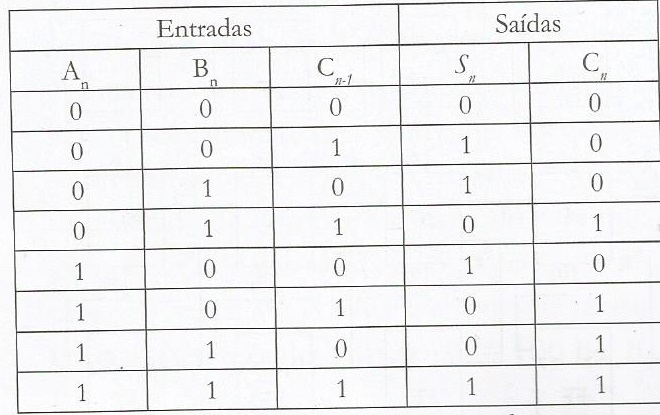 Entradas Saídas
Aₙ Bₙ Cₙ₋₁ Sₙ Cₙ
0 0 0 0 0
0 0 1 1 0
0 1 0 1 0
0 1 1 0 1
1 0 0 1 0
1 0 1 0 1
1 1 0 0 1
1 1 1 1 1